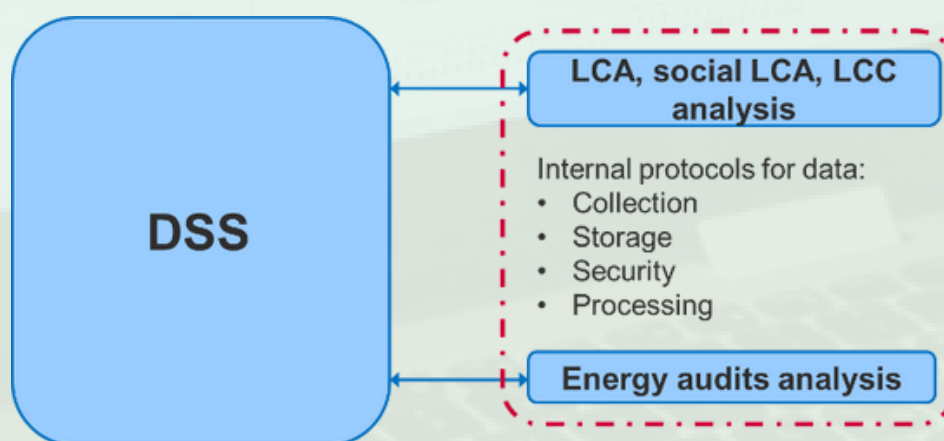 DSS
LCA, social LCA, LCC
analysis
Internal protocols for data:
• Collection
• Storage
• Security
• Processing
Energy audits analysis